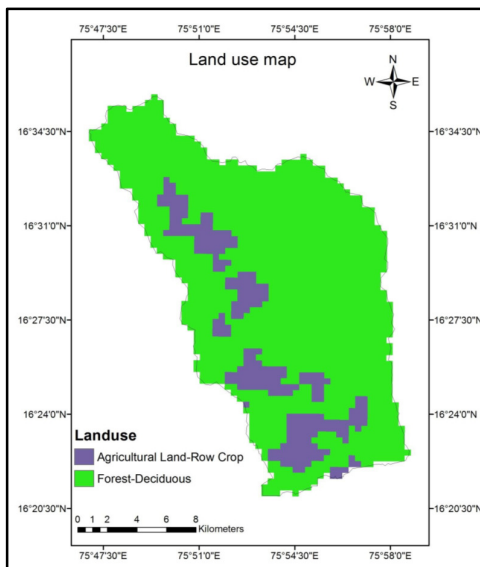 75°47'30"E 75°51'0"E 75°54'30"E 75°58'0"E
Land use map
N
W E
S
16°34'30"N 16°34'30"N
16°31'0"N 16°31'0"N
16°27'30"N 16°27'30"N
16°24'0"N 16°24'0"N
Landuse
Agricultural Land-Row Crop
Forest-Deciduous
16°20'30"N 16°20'30"N
0 1 2 4 6 8
Kilometers
75°47'30"E 75°51'0"E 75°54'30"E 75°58'0"E